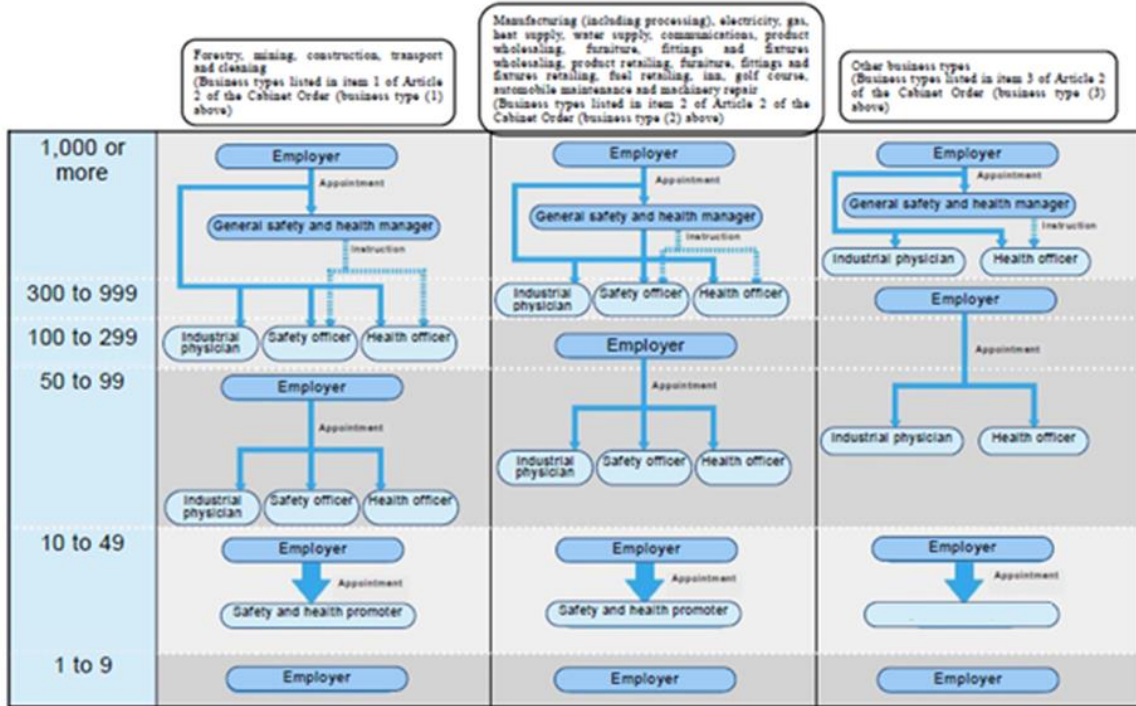 Forestry, mining, construction, transport
and cleaning
(Business types listed in item 1 of Article
2 of the Cabinet Order (business type (1)
above)
Manufacturing (including processing), electricity, gas,
heat supply, water supply, communications, product
wholesaling, furniture, fittings and fixtures
wholesaling, product retailing, furniture, fittings and
fixtures retailing, fuel retailing, inn, golf course,
automobile maintenance and machinery repair
(Business types listed in item 2 of Article 2 of the
Cabinet Order (business type (2) above)
Other business types
(Business types listed in item 3 of Article 2
of the Cabinet Order (business type (3)
above)
1,000 or
more
Employer
Appointment
General safety and health manager
Instruction
Industrial
physician
Safety officer
Health officer
Employer
Appointment
General safety and health manager
Instruction
Industrial
physician
Safety officer
Health officer
Employer
Appointment
General safety and health manager
Instruction
Industrial physician
Health officer
300 to 999
100 to 299
50 to 99
Employer
Appointment
Industrial
physician
Safety officer
Health officer
Employer
Appointment
Industrial
physician
Safety officer
Health officer
Employer
Appointment
Industrial physician
Health officer
10 to 49
Employer
Appointment
Safety and health promoter
Employer
Appointment
Safety and health promoter
Employer
Appointment
1 to 9
Employer
Employer
Employer